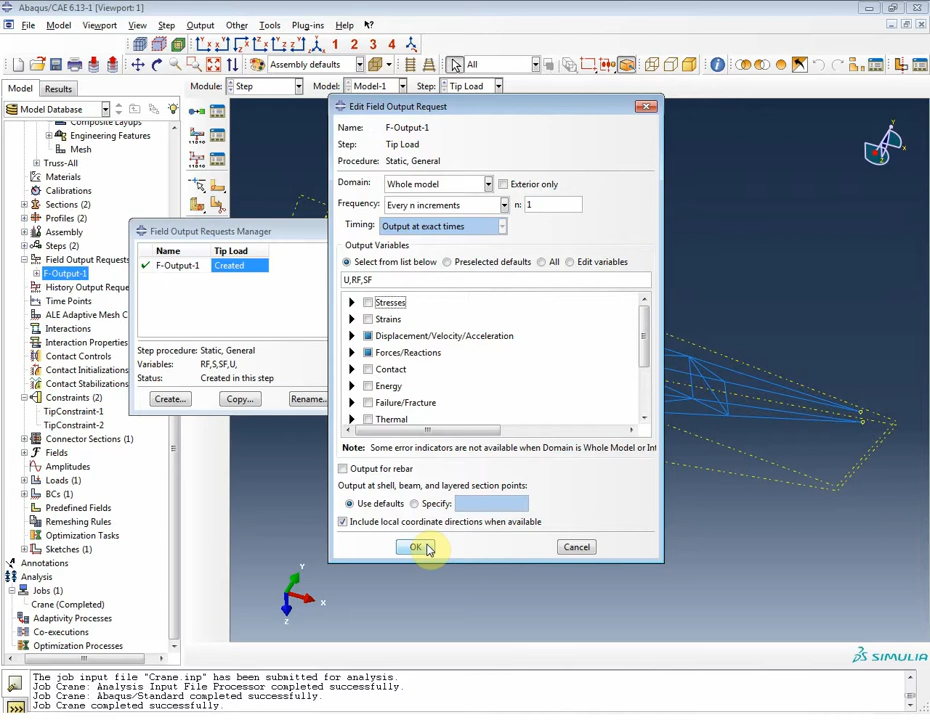 Abaqus/CAE 6.13-1 [Viewport: 1]
File Model Viewport View Step Output Other Tools Plug-ins Help
1 2 3 4
Assembly defaults All
Module: Step Model: Model-1 Step: Tip Load
Model Results
Model Database
Composite Layups
Engineering Features
Mesh
Truss-All
Materials
Calibrations
Sections (2)
Profiles (2)
Assembly
Steps (2)
Field Output Requests
F-Output-1
History Output Reque
Time Points
ALE Adaptive Mesh C
Interactions
Interaction Properties
Contact Controls
Contact Initializations
Contact Stabilizations
Constraints (2)
TipConstraint-1
TipConstraint-2
Connector Sections (1)
Fields
Amplitudes
Loads (1)
BCs (1)
Predefined Fields
Remeshing Rules
Optimization Tasks
Sketches (1)
Annotations
Analysis
Jobs (1)
Crane (Completed)
Adaptivity Processes
Co-executions
Optimization Processes
Field Output Requests Manager
Name Tip Load
F-Output-1 Created
Step procedure: Static, General
Variables: RF,S,SF,U,
Status: Created in this step
Create... Copy... Rename...
Edit Field Output Request
Name: F-Output-1
Step: Tip Load
Procedure: Static, General
Domain: Whole model Exterior only
Frequency: Every n increments n: 1
Timing: Output at exact times
Output Variables
Select from list below Preselected defaults All Edit variables
U,RF,SF
Stresses
Strains
Displacement/Velocity/Acceleration
Forces/Reactions
Contact
Energy
Failure/Fracture
Thermal
Note: Some error indicators are not available when Domain is Whole Model or Int
Output for rebar
Output at shell, beam, and layered section points:
Use defaults Specify:
Include local coordinate directions when available
OK Cancel
Y
X
Z
Y
X
SIMULIA
The job input file "Crane.inp" has been submitted for analysis.
Job Crane: Analysis Input File Processor completed successfully.
Job Crane: Abaqus/Standard completed successfully.
Job Crane completed successfully.
>>>